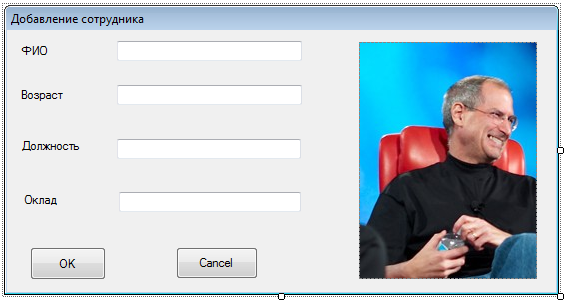 Добавление сотрудника
ФИО
Возраст
Должность
Оклад
OK
Cancel